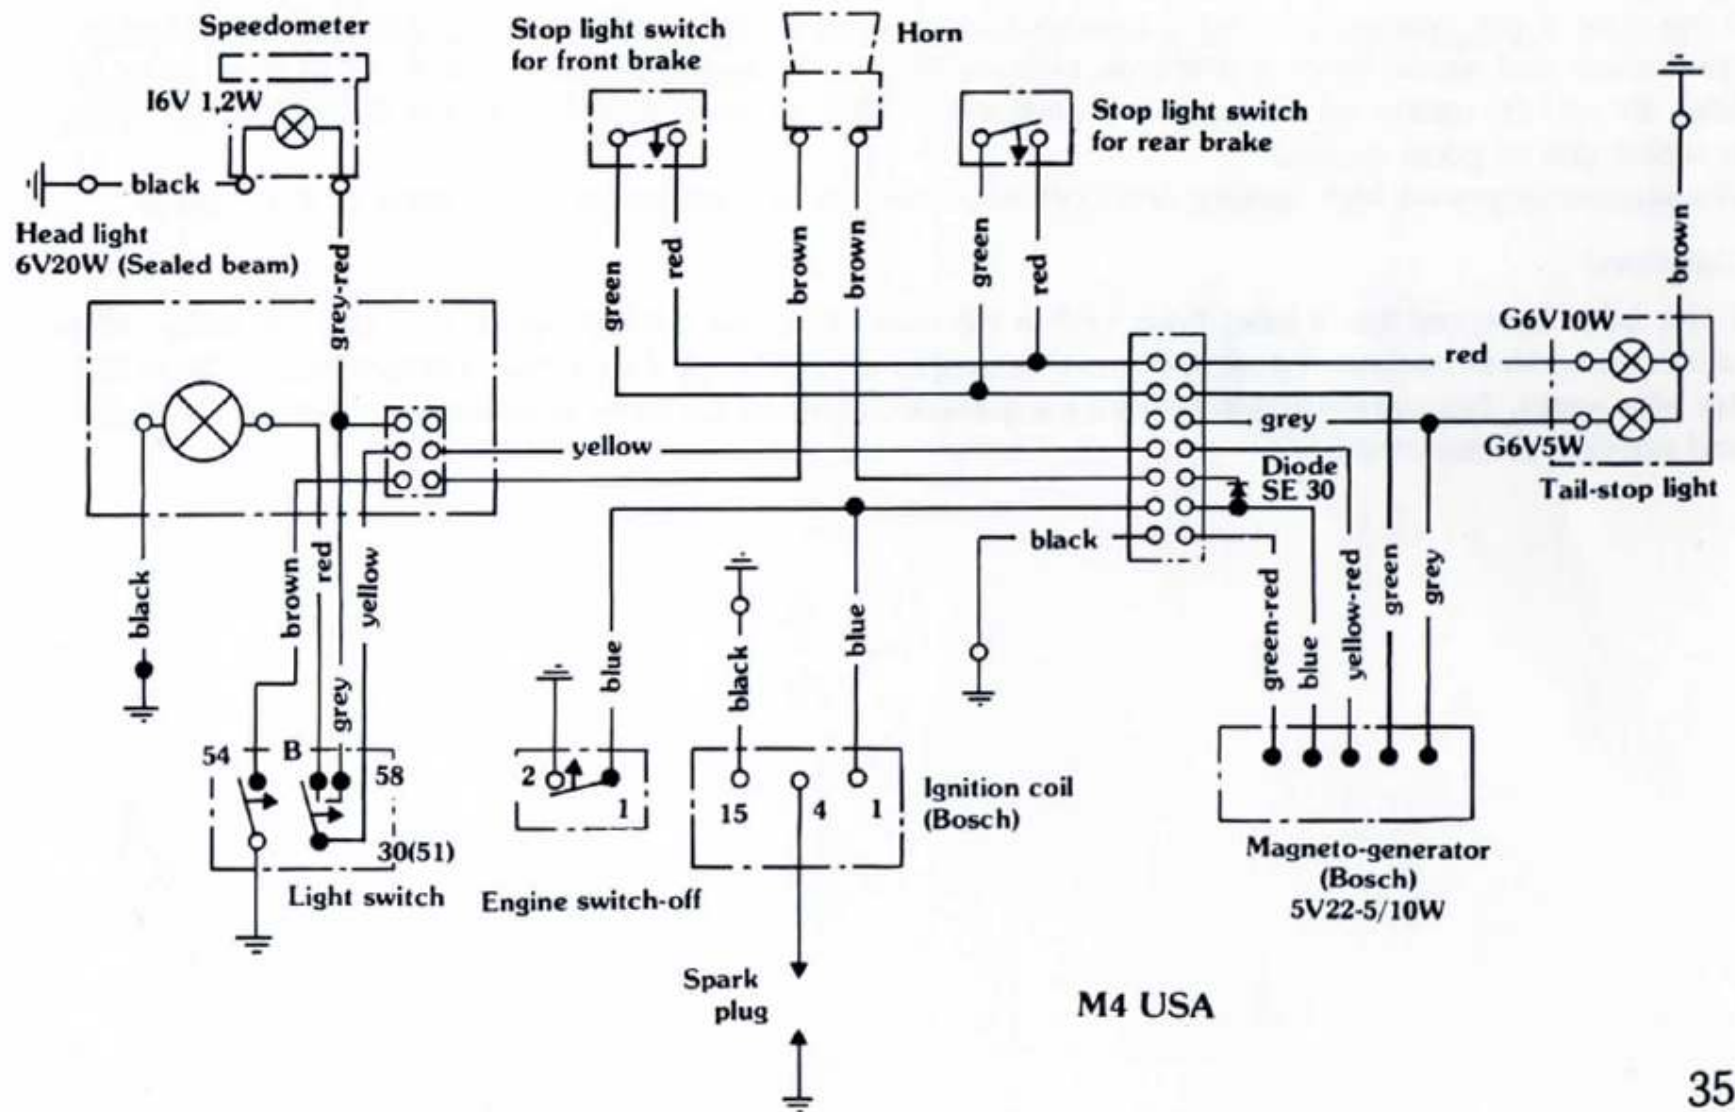 Speedometer
I6V 1,2W
black
Head light
6V20W (Sealed beam)
grey-red
Stop light switch
for front brake
green
red
Horn
brown
brown
Stop light switch
for rear brake
green
red
brown
G6V10W
red
grey
G6V5W
Tail-stop light
yellow
Diode
SE 30
black
black
brown
red
grey
yellow
54
B
58
30(51)
Light switch
blue
2
1
Engine switch-off
black
blue
15
4
1
Ignition coil
(Bosch)
green-red
blue
yellow-red
green
grey
Magneto-generator
(Bosch)
5V22-5/10W
Spark
plug
M4 USA
35